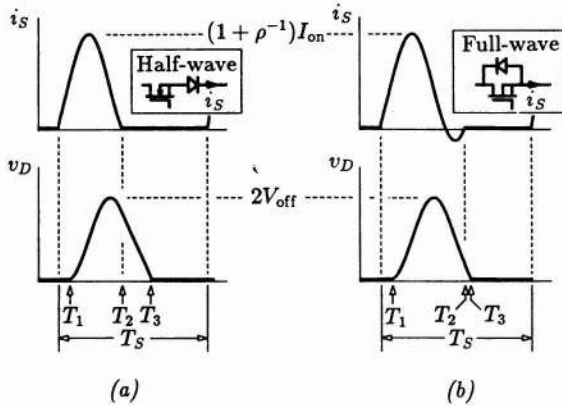 i_S
(1 + ρ^{-1})I_on
i_S
Half-wave
i_S
Full-wave
i_S
v_D
2V_off
v_D
T_1 T_2 T_3
T_S
T_1 T_2 T_3
T_S
(a)
(b)